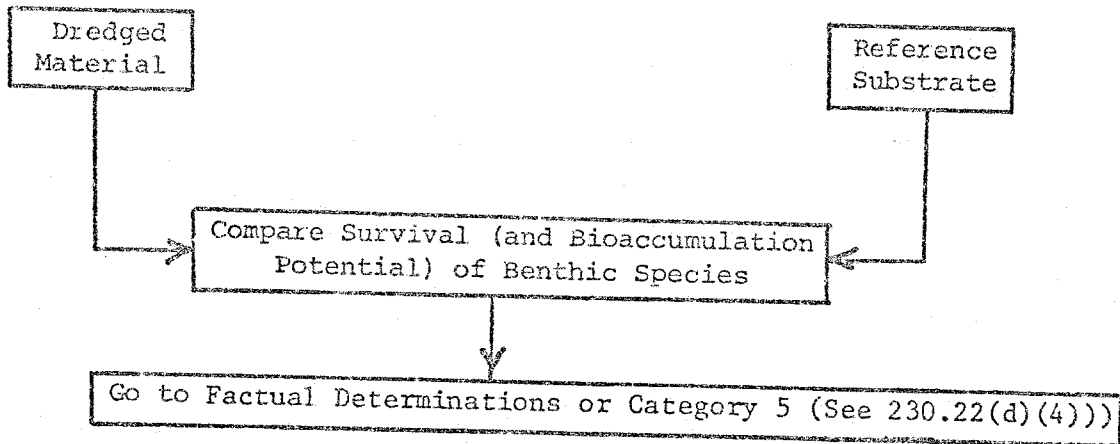 Dredged
Material
Reference
Substrate
Compare Survival (and Bioaccumulation
Potential) of Benthic Species
Go to Factual Determinations or Category 5 (See 230.22(d)(4)))